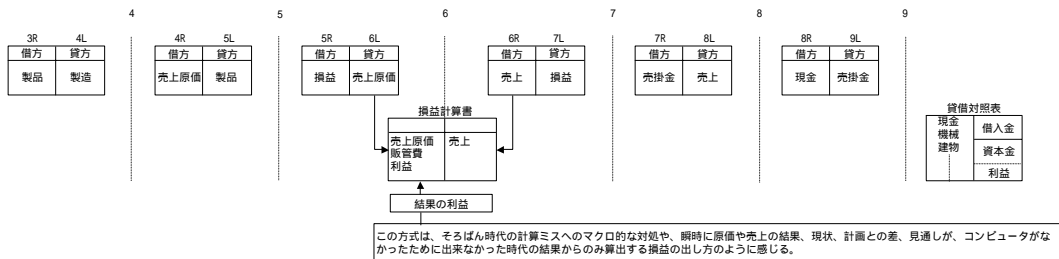 4 5 6 7 8 9
3R 4L 4R 5L 5R 6L 6R 7L 7R 8L 8R 9L
借方 貸方 借方 貸方 借方 貸方 借方 貸方 借方 貸方 借方 貸方
製品 製造 売上原価 製品 損益 売上原価 売上 損益 売掛金 売上 現金 売掛金
損益計算書
売上原価 売上
販管費
利益
貸借対照表
現金 借入金
機械
建物 資本金
利益
結果の利益
この方式は、そろばん時代の計算ミスへのマクロ的な対処や、瞬時に原価や売上の結果、現状、計画との差、見通しが、コンピュータがな
かったために出来なかった時代の結果からのみ算出する損益の出し方のように感じる。